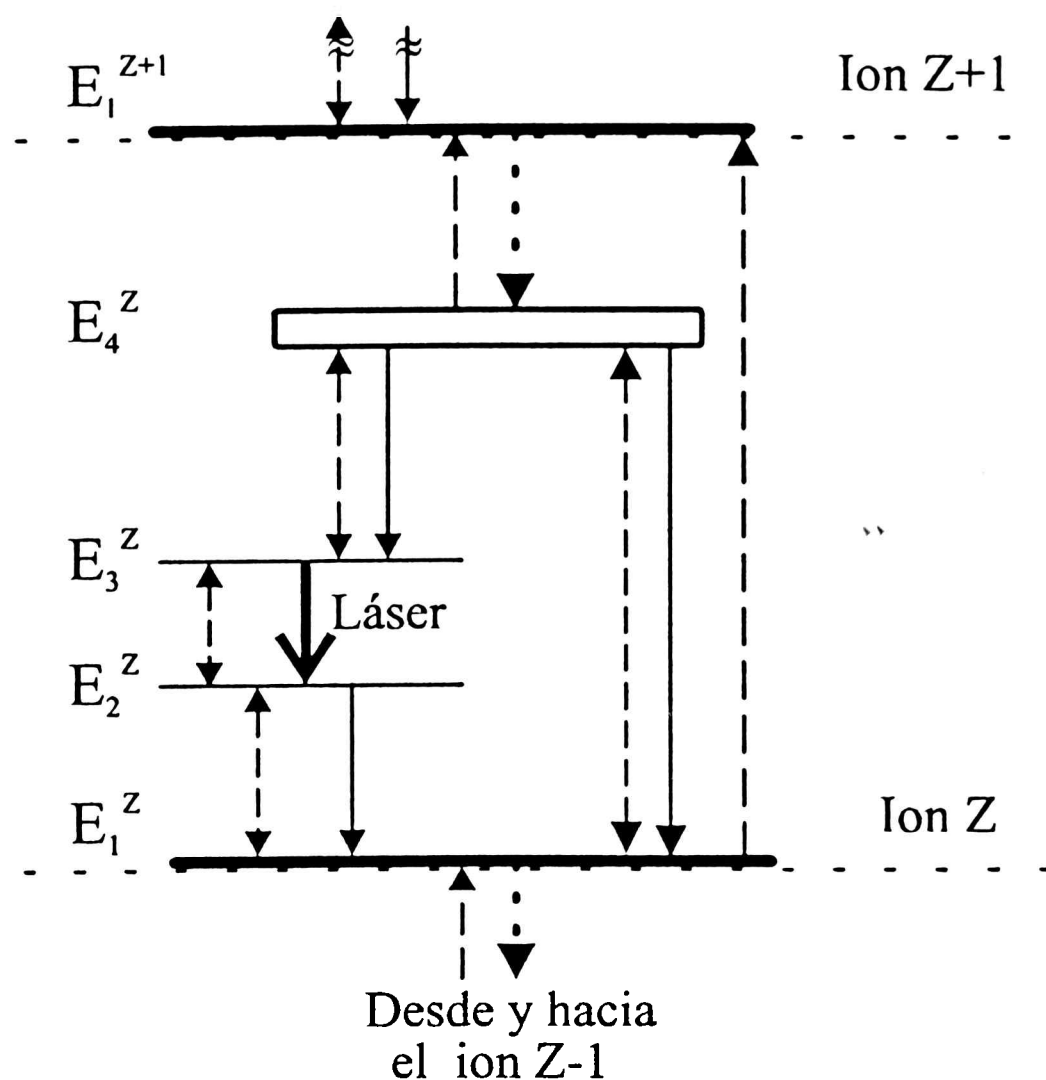 E₁ᶻ⁺¹
Ion Z+1
E₄ᶻ
E₃ᶻ
Láser
E₂ᶻ
E₁ᶻ
Ion Z
Desde y hacia
el ion Z-1